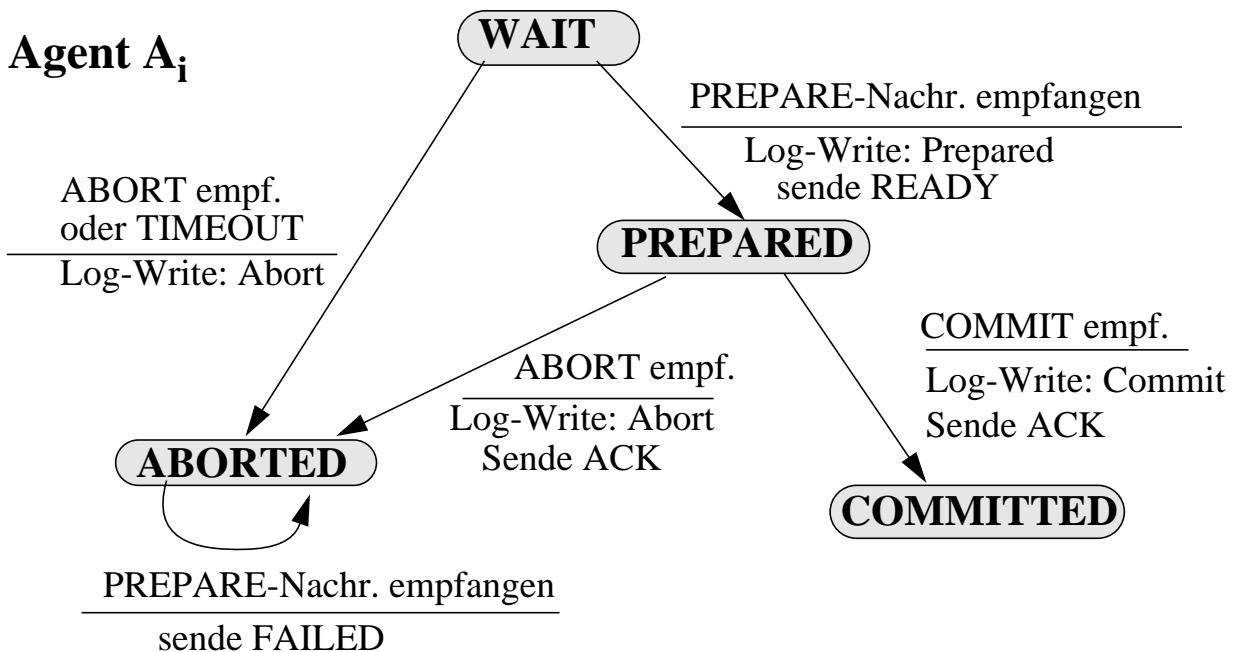 Agent Ai
WAIT
PREPARE-Nachr. empfangen
Log-Write: Prepared
sende READY
ABORT empf.
oder TIMEOUT
Log-Write: Abort
PREPARED
COMMIT empf.
Log-Write: Commit
Sende ACK
ABORT empf.
Log-Write: Abort
Sende ACK
ABORTED
COMMITTED
PREPARE-Nachr. empfangen
sende FAILED